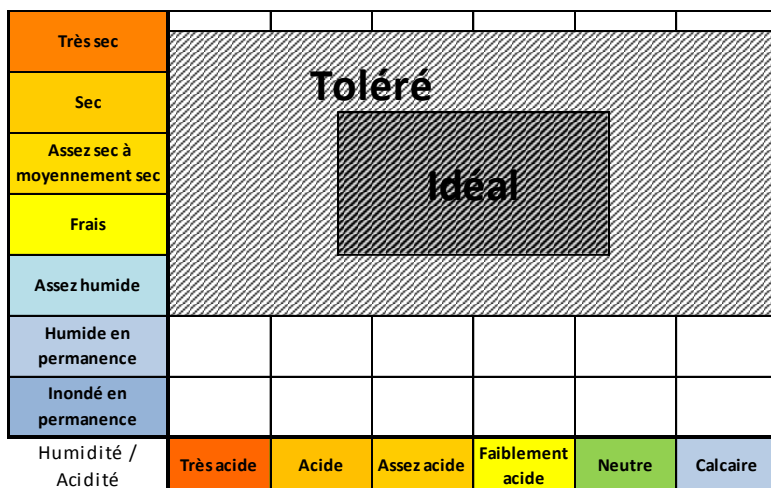 Très sec
Toléré
Sec
Assez sec à
moyennement sec
Idéal
Frais
Assez humide
Humide en
permanence
Inondé en
permanence
Humidité /
Acidité
Très acide
Acide
Assez acide
Faiblement
acide
Neutre
Calcaire